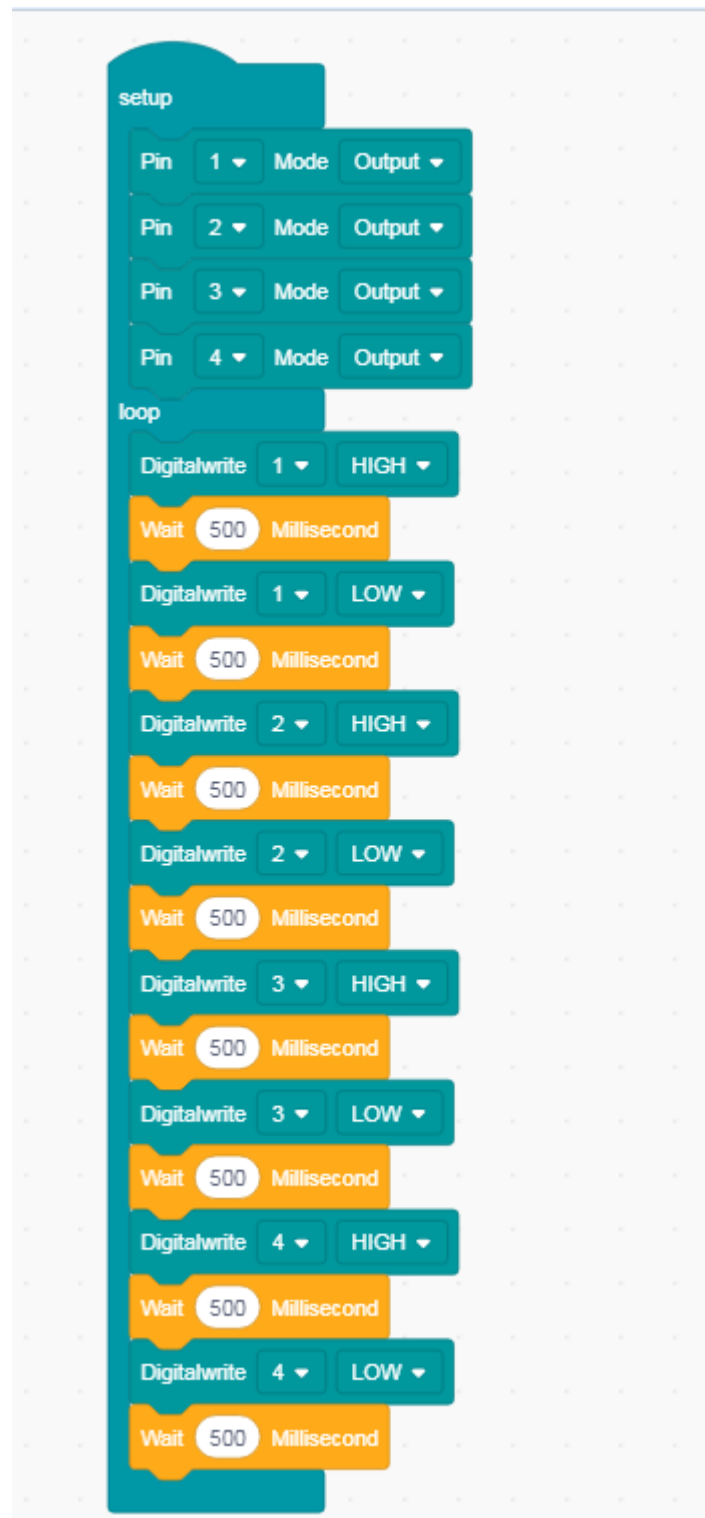 setup
Pin 1 Mode Output
Pin 2 Mode Output
Pin 3 Mode Output
Pin 4 Mode Output
loop
Digitalwrite 1 HIGH
Wait 500 Millisecond
Digitalwrite 1 LOW
Wait 500 Millisecond
Digitalwrite 2 HIGH
Wait 500 Millisecond
Digitalwrite 2 LOW
Wait 500 Millisecond
Digitalwrite 3 HIGH
Wait 500 Millisecond
Digitalwrite 3 LOW
Wait 500 Millisecond
Digitalwrite 4 HIGH
Wait 500 Millisecond
Digitalwrite 4 LOW
Wait 500 Millisecond